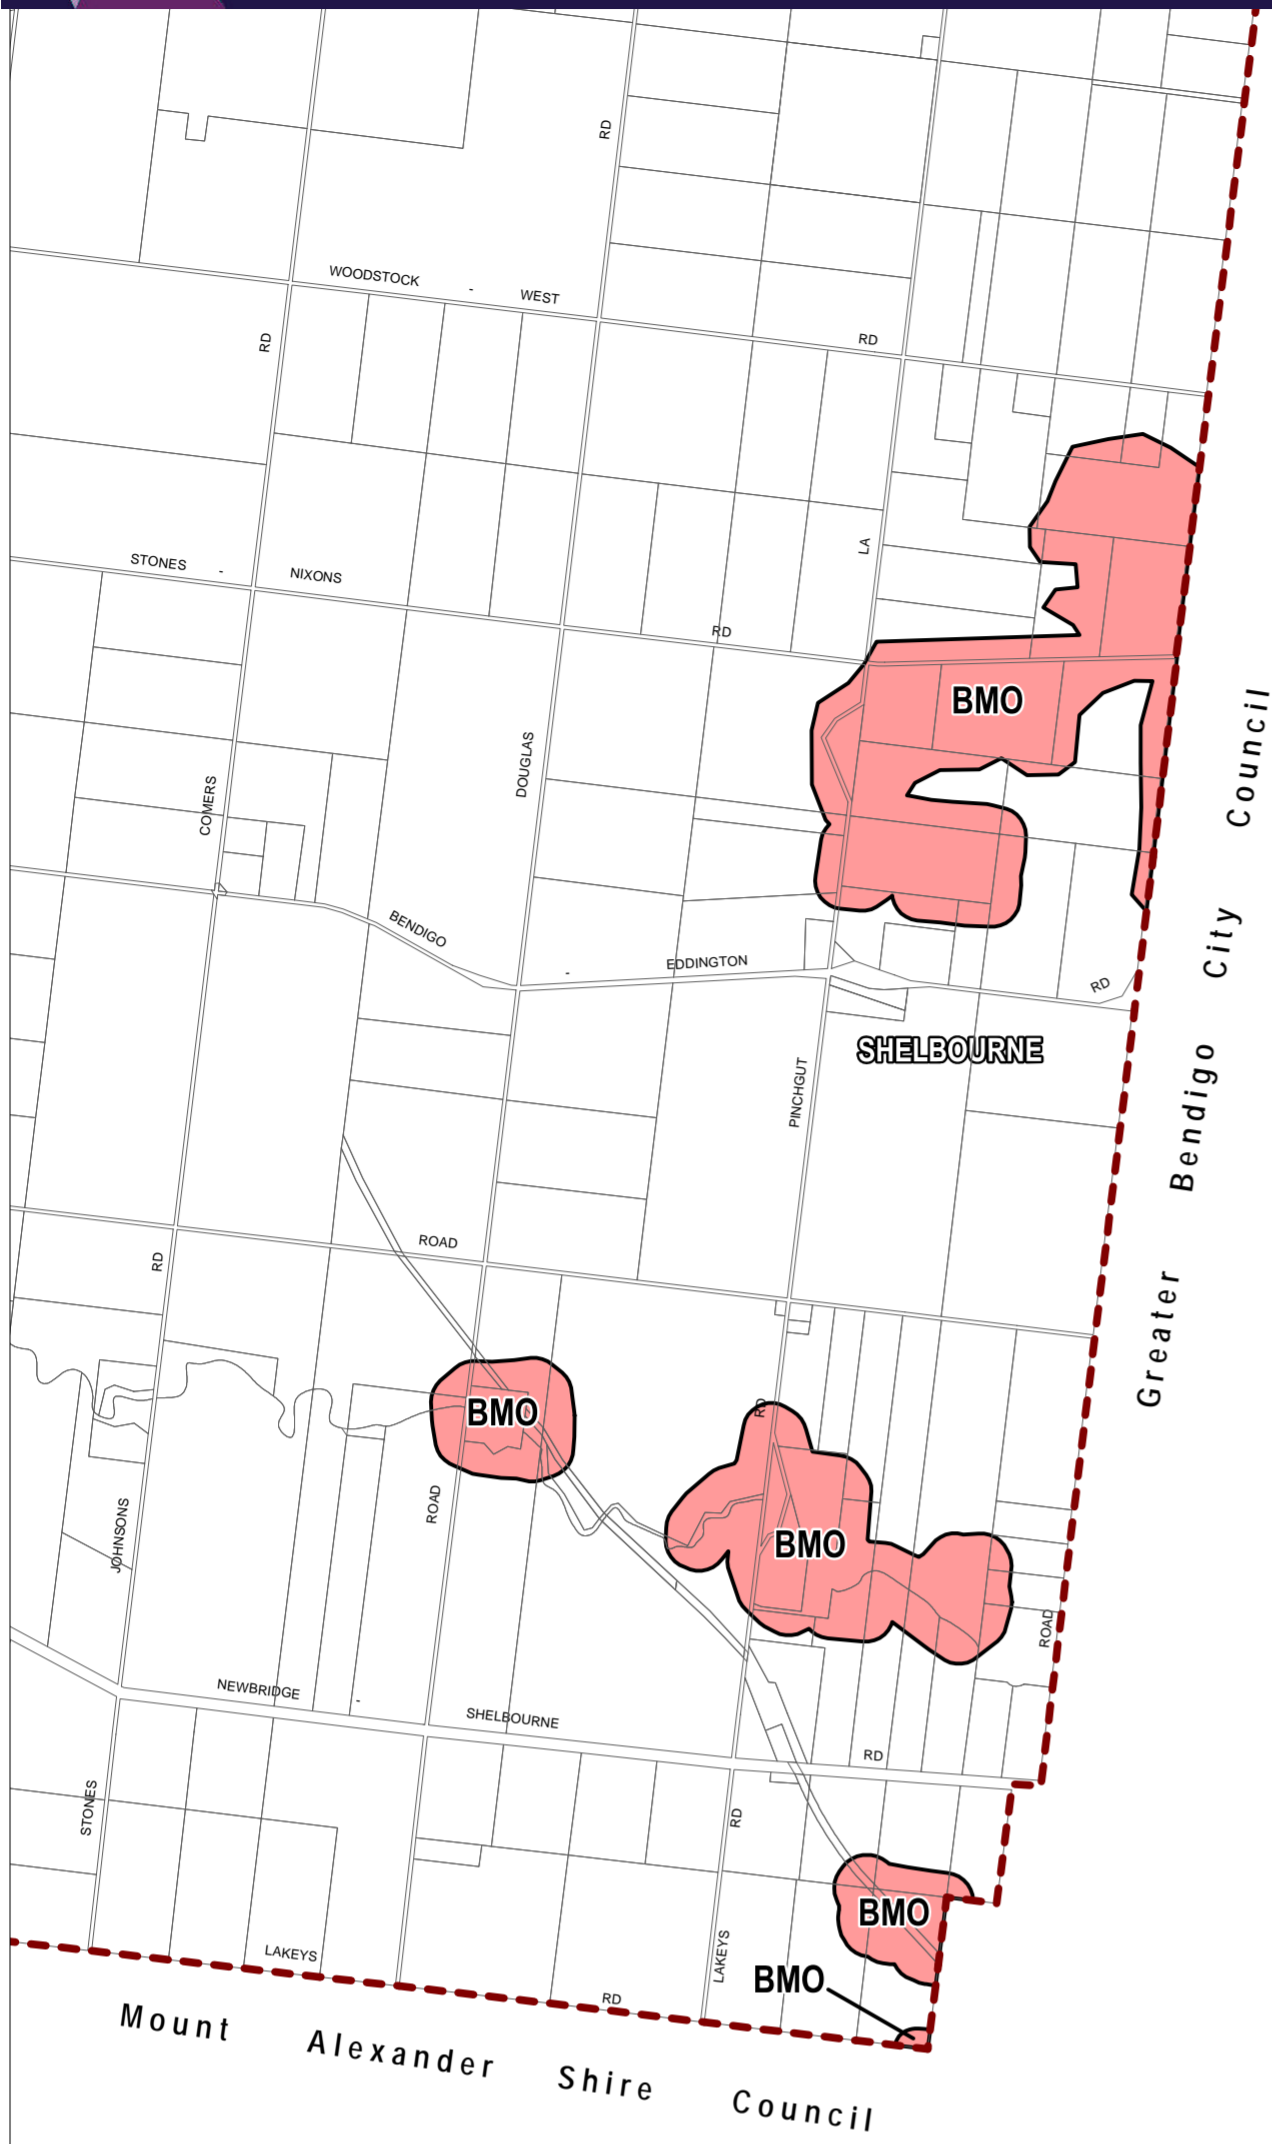 RD
WOODSTOCK - WEST RD
RD
STONES - NIXONS RD
LA
BMO
DOUGLAS
COMERS
BENDIGO - EDDINGTON RD
SHELBOURNE
PINCHGUT
Greater Bendigo City Council
ROAD
RD
BMO
RD
BMO
ROAD
JOHNSONS
ROAD
NEWBRIDGE - SHELBOURNE RD
STONES
RD
BMO
LAKEYS
BMO
LAKEYS RD
Mount Alexander Shire Council